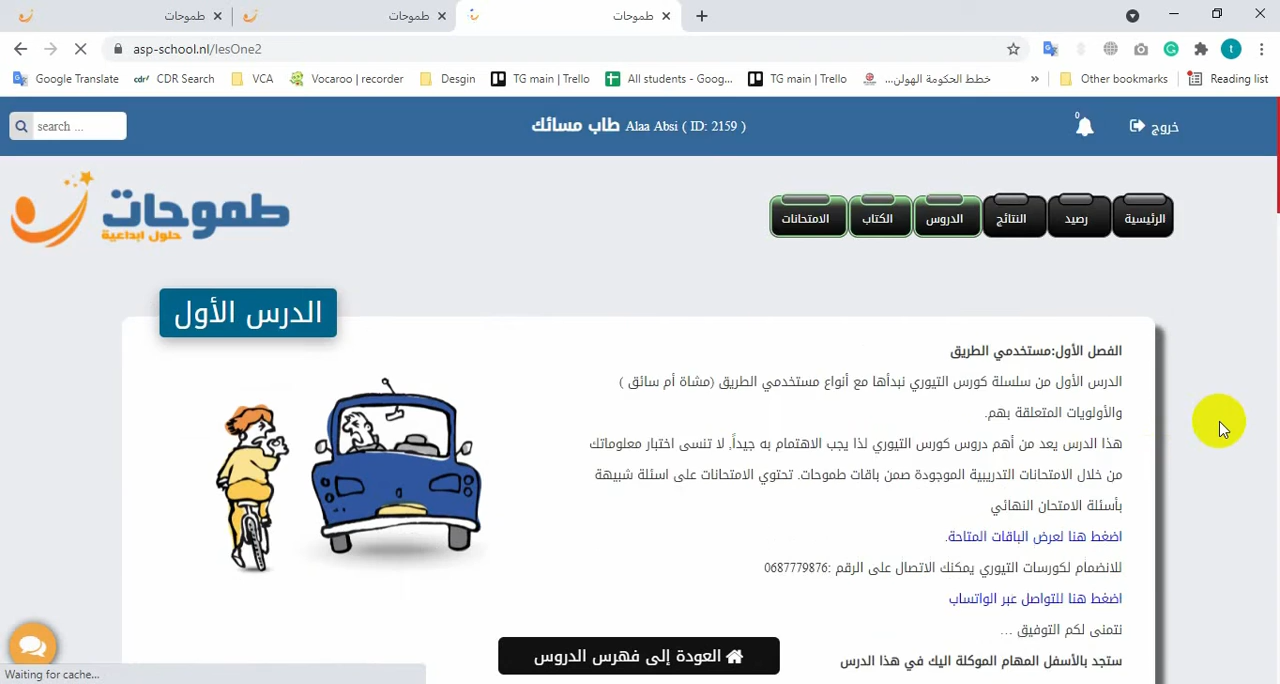 طموحات
طموحات
طموحات
asp-school.nl/lesOne2
t
Google Translate
CDR Search
VCA
Vocaroo | recorder
Desgin
TG main | Trello
All students - Goog...
TG main | Trello
خطط الحكومة الهولن...
»
Other bookmarks
Reading list
search ...
طاب مسائك Alaa Absi ( ID: 2159 )
0
خروج
طموحات
حلول ابداعية
الرئيسية
رصيد
النتائج
الدروس
الكتاب
الامتحانات
الدرس الأول
الفصل الأول:مستخدمي الطريق
الدرس الأول من سلسلة كورس التيوري نبدأها مع أنواع مستخدمي الطريق (مشاة أم سائق )
والأولويات المتعلقة بهم.
هذا الدرس يعد من أهم دروس كورس التيوري لذا يجب الاهتمام به جيداً, لا تنسى اختبار معلوماتك
من خلال الامتحانات التدريبية الموجودة ضمن باقات طموحات. تحتوي الامتحانات على اسئلة شبيهة
بأسئلة الامتحان النهائي
اضغط هنا لعرض الباقات المتاحة.
للانضمام لكورسات التيوري يمكنك الاتصال على الرقم :0687779876
اضغط هنا للتواصل عبر الواتساب
نتمنى لكم التوفيق ...
ستجد بالأسفل المهام الموكلة اليك في هذا الدرس
العودة إلى فهرس الدروس
Waiting for cache...